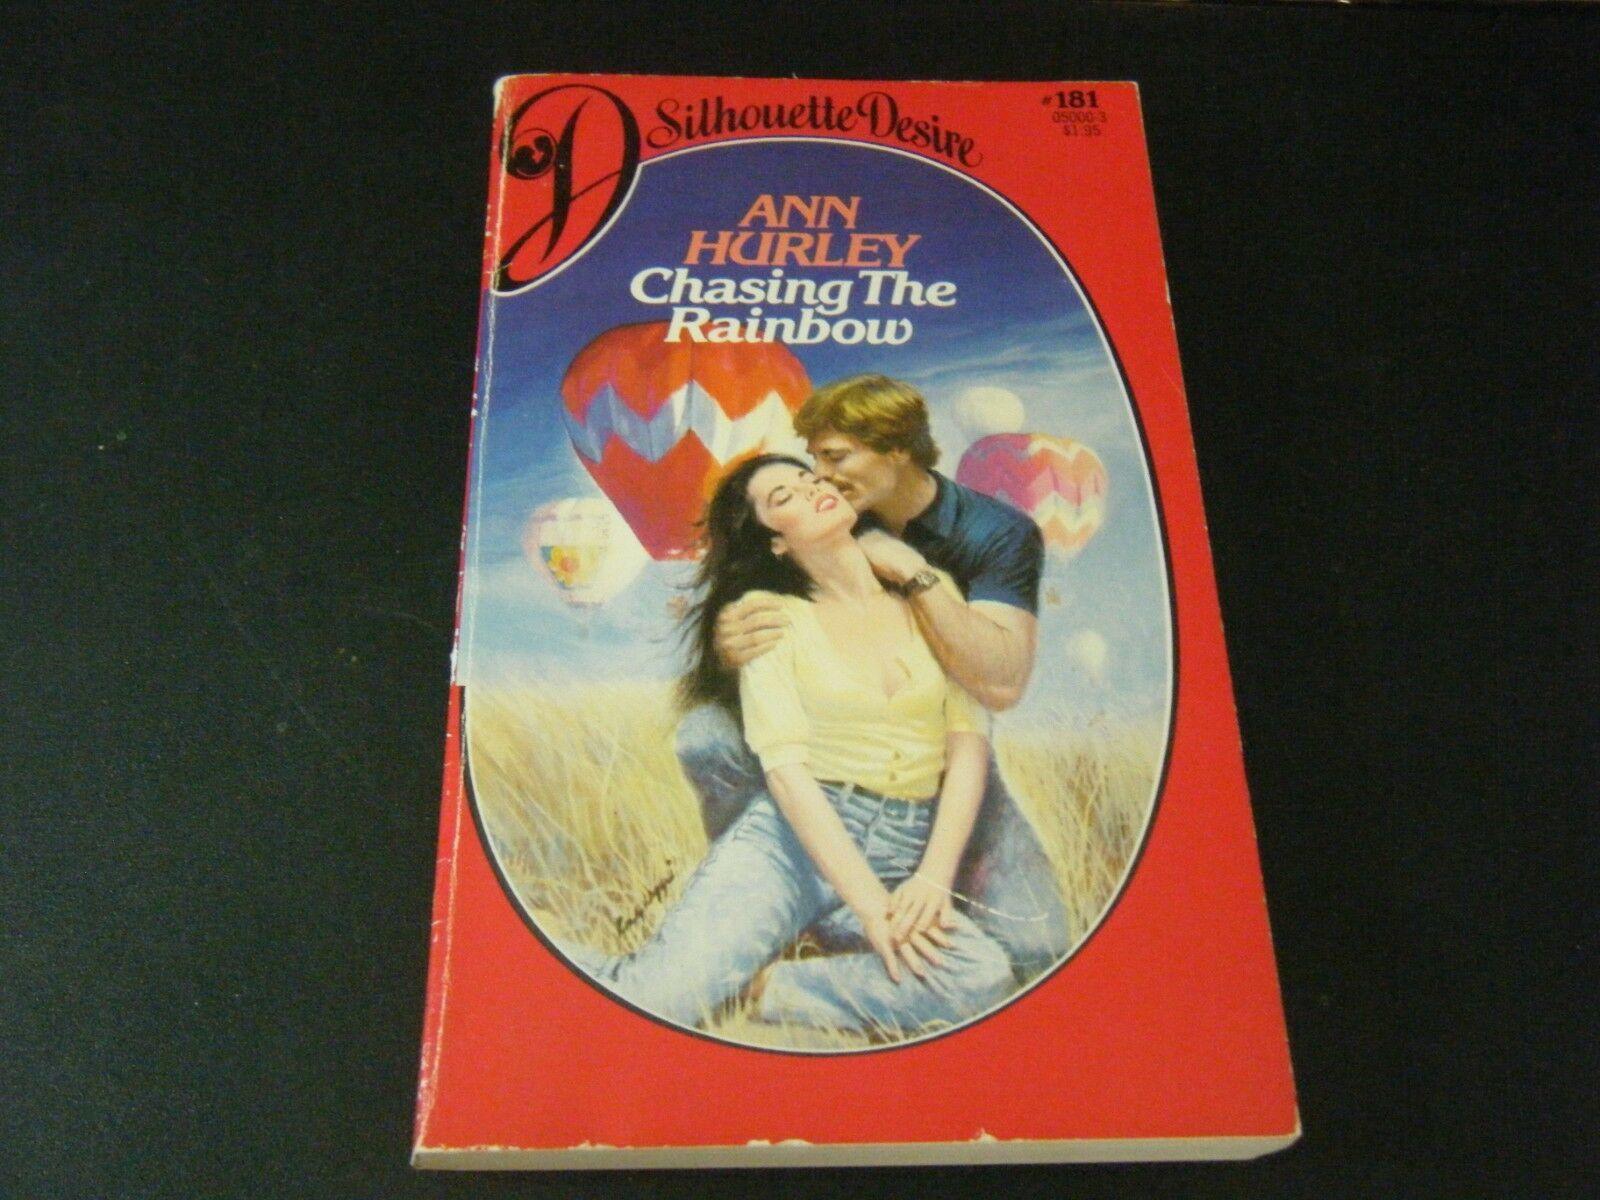 D
Silhouette Desire
#181
05000-3
$1.95
ANN
HURLEY
Chasing The
Rainbow